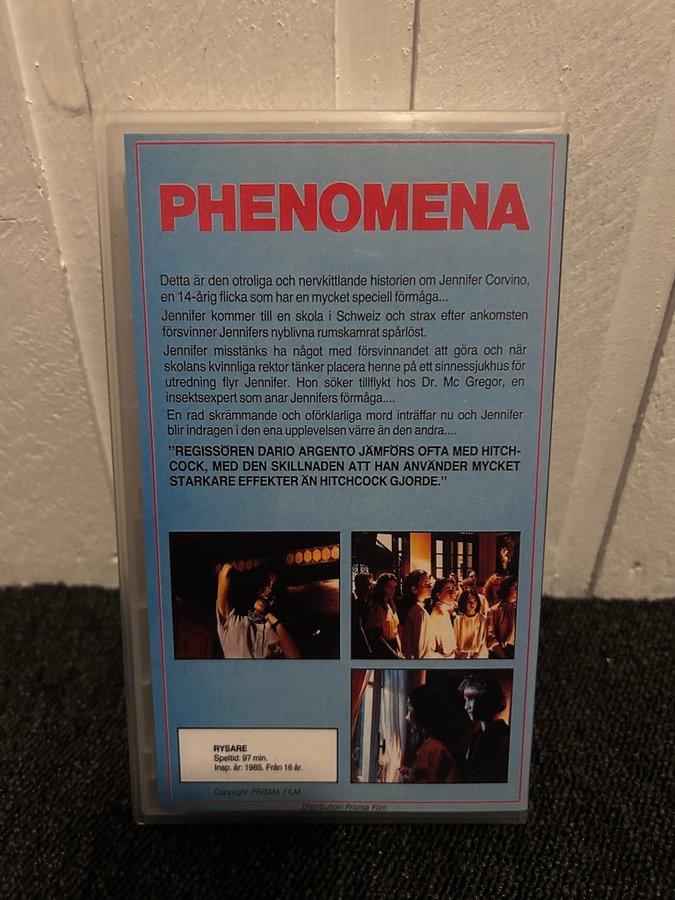 PHENOMENA
Detta är den otroliga och nervkittlande historien om Jennifer Corvino,
en 14-årig flicka som har en mycket speciell förmåga...
Jennifer kommer till en skola i Schweiz och strax efter ankomsten
försvinner Jennifers nyblivna rumskamrat spårlöst.
Jennifer misstänks ha något med försvinnandet att göra och när
skolans kvinnliga rektor tänker placera henne på ett sinnessjukhus för
utredning flyr Jennifer. Hon söker tillflykt hos Dr. Mc Gregor, en
insektsexpert som anar Jennifers förmåga....
En rad skrämmande och oförklarliga mord inträffar nu och Jennifer
blir indragen i den ena upplevelsen värre än den andra....
”REGISSÖREN DARIO ARGENTO JÄMFÖRS OFTA MED HITCH-
COCK, MED DEN SKILLNADEN ATT HAN ANVÄNDER MYCKET
STARKARE EFFEKTER ÄN HITCHCOCK GJORDE.”
RYSARE
Speltid: 97 min.
Insp. år: 1985. Från 16 år.
Copyright PRISMA FILM
Distribution Prisma Film